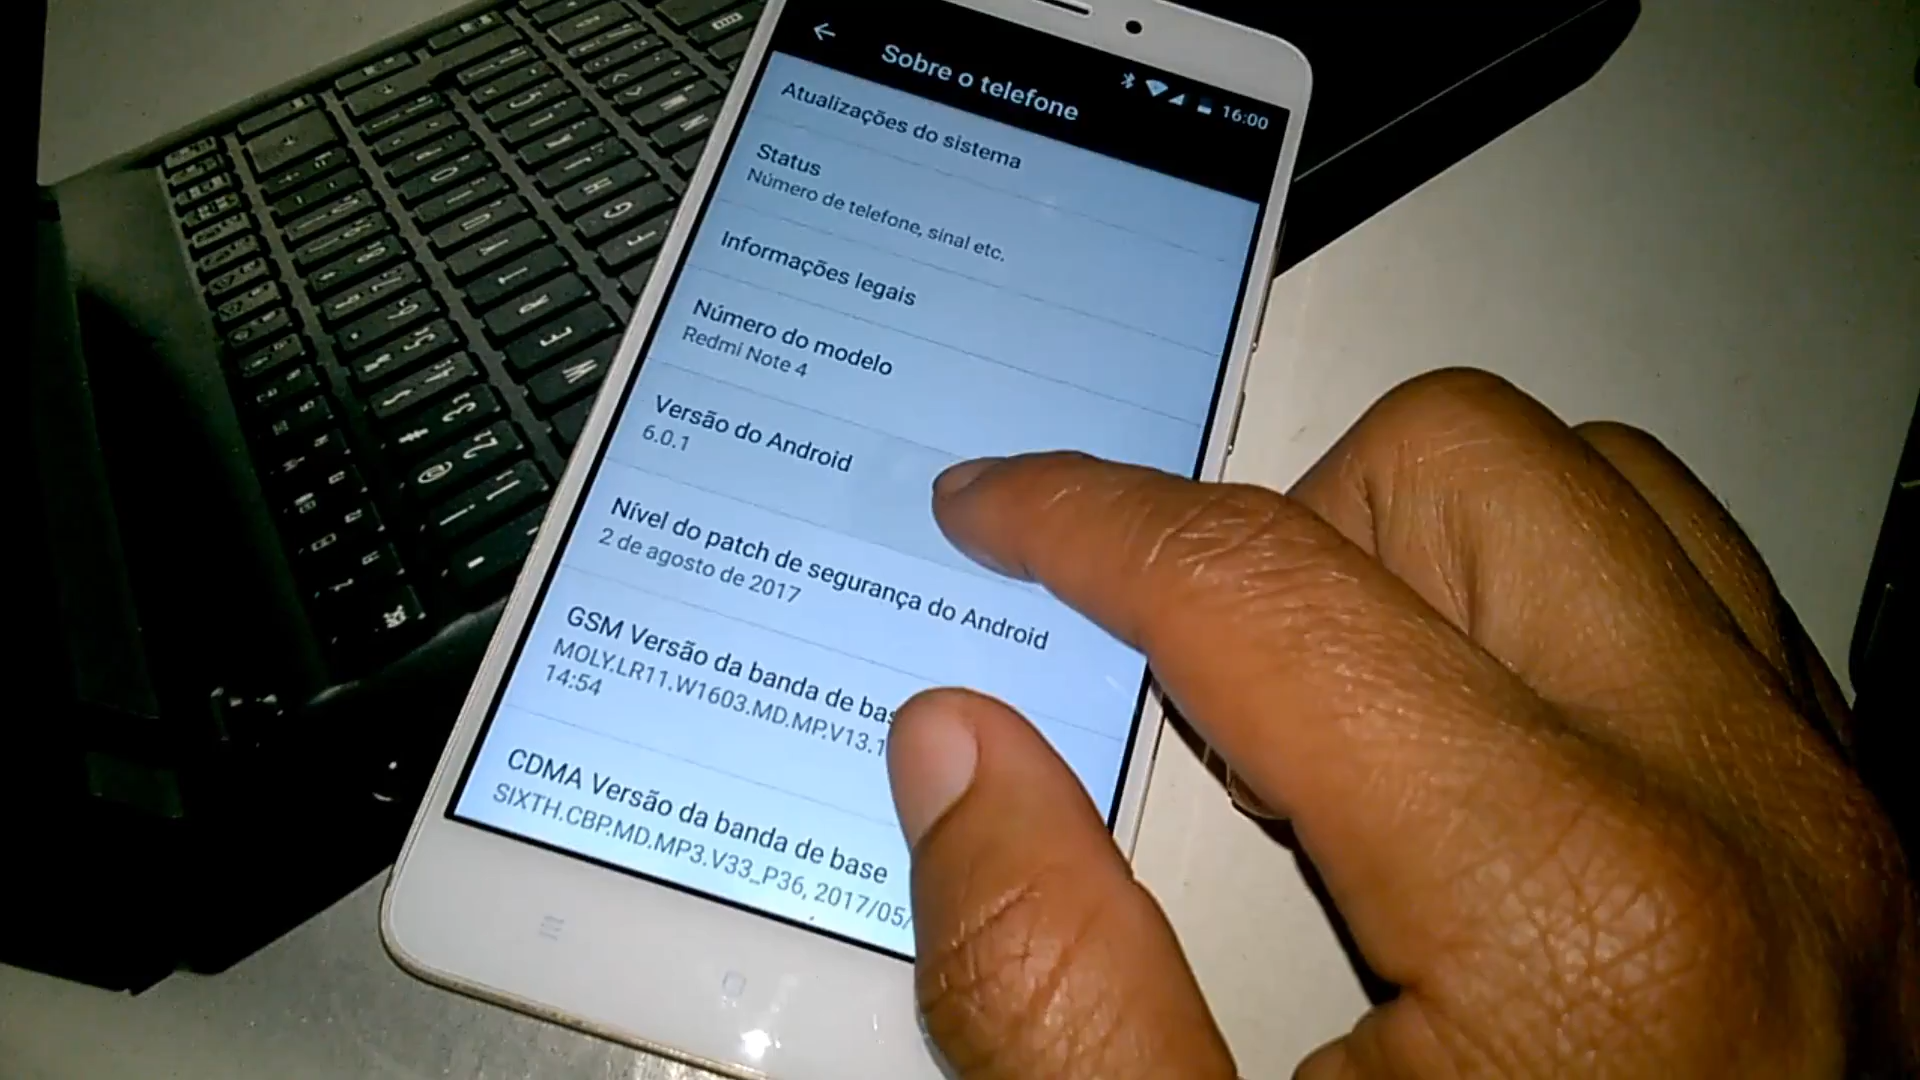 Sobre o telefone
16:00
Atualizações do sistema
Status
Número de telefone, sinal etc.
Informações legais
Número do modelo
Redmi Note 4
Versão do Android
6.0.1
Nível do patch de segurança do Android
2 de agosto de 2017
GSM Versão da banda de bas
MOLY.LR11.W1603.MD.MP.V13.1
14:54
CDMA Versão da banda de base
SIXTH.CBP.MD.MP3.V33_P36, 2017/05/